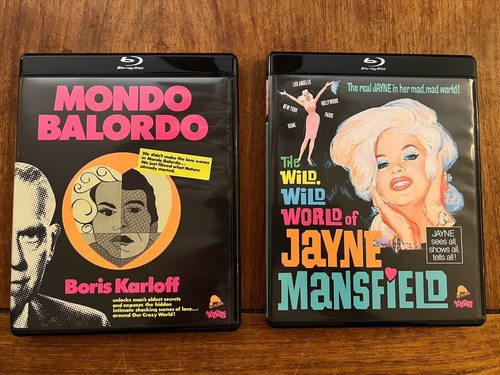 Blu-ray Disc
MONDO
BALORDO
We didn't make the love scenes
in Mondo Balordo...
We just filmed what Nature
already started.
Boris Karloff
unlocks man's oldest secrets
and exposes the hidden
intimate shocking scenes of love...
around Our Crazy World!
Blu-ray Disc
The real JAYNE in her mad, mad world!
LOS ANGELES
HOLLYWOOD
NEW YORK
PARIS
ROME
The
WILD,
WILD
WORLD of
JAYNE
MANSFIELD
JAYNE
sees all,
shows all,
tells all!